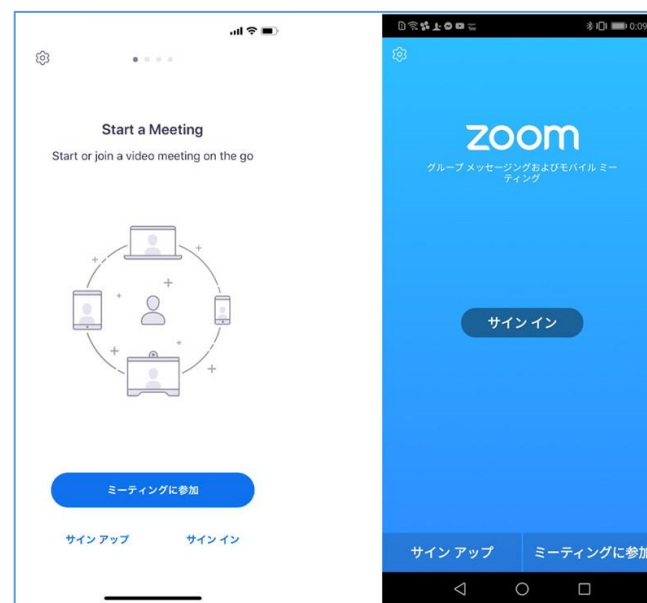 Start a Meeting
Start or join a video meeting on the go
ミーティングに参加
サイン アップ
サイン イン
0:09
zoom
グループ メッセージングおよびモバイル ミー
ティング
サイン イン
サイン アップ
ミーティングに参加